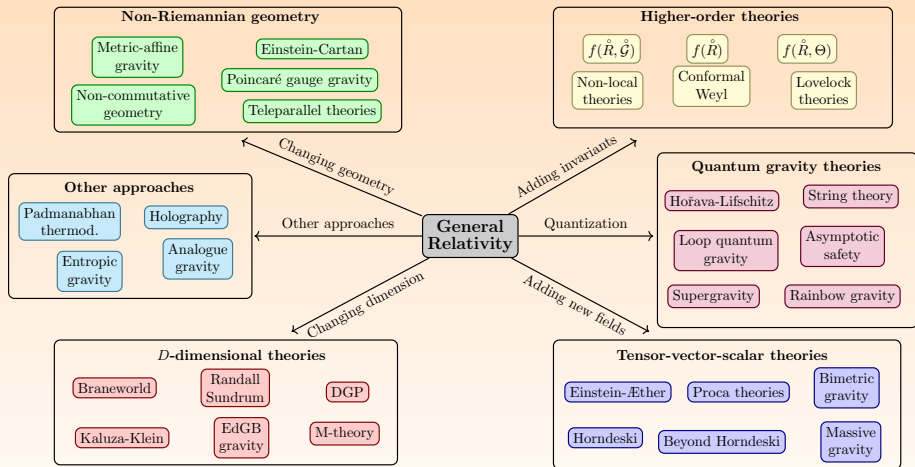 Non-Riemannian geometry
Metric-affine
gravity
Einstein-Cartan
Poincaré gauge gravity
Non-commutative
geometry
Teleparallel theories
Higher-order theories
f(R̊, 𝒢̊)
f(R̊)
f(R̊, Θ)
Non-local
theories
Conformal
Weyl
Lovelock
theories
Changing geometry
Adding invariants
Other approaches
Padmanabhan
thermod.
Holography
Entropic
gravity
Analogue
gravity
Other approaches
General
Relativity
Quantization
Quantum gravity theories
Hořava-Lifschitz
String theory
Loop quantum
gravity
Asymptotic
safety
Supergravity
Rainbow gravity
Changing dimension
Adding new fields
D-dimensional theories
Braneworld
Randall
Sundrum
DGP
Kaluza-Klein
EdGB
gravity
M-theory
Tensor-vector-scalar theories
Einstein-Æther
Proca theories
Bimetric
gravity
Horndeski
Beyond Horndeski
Massive
gravity